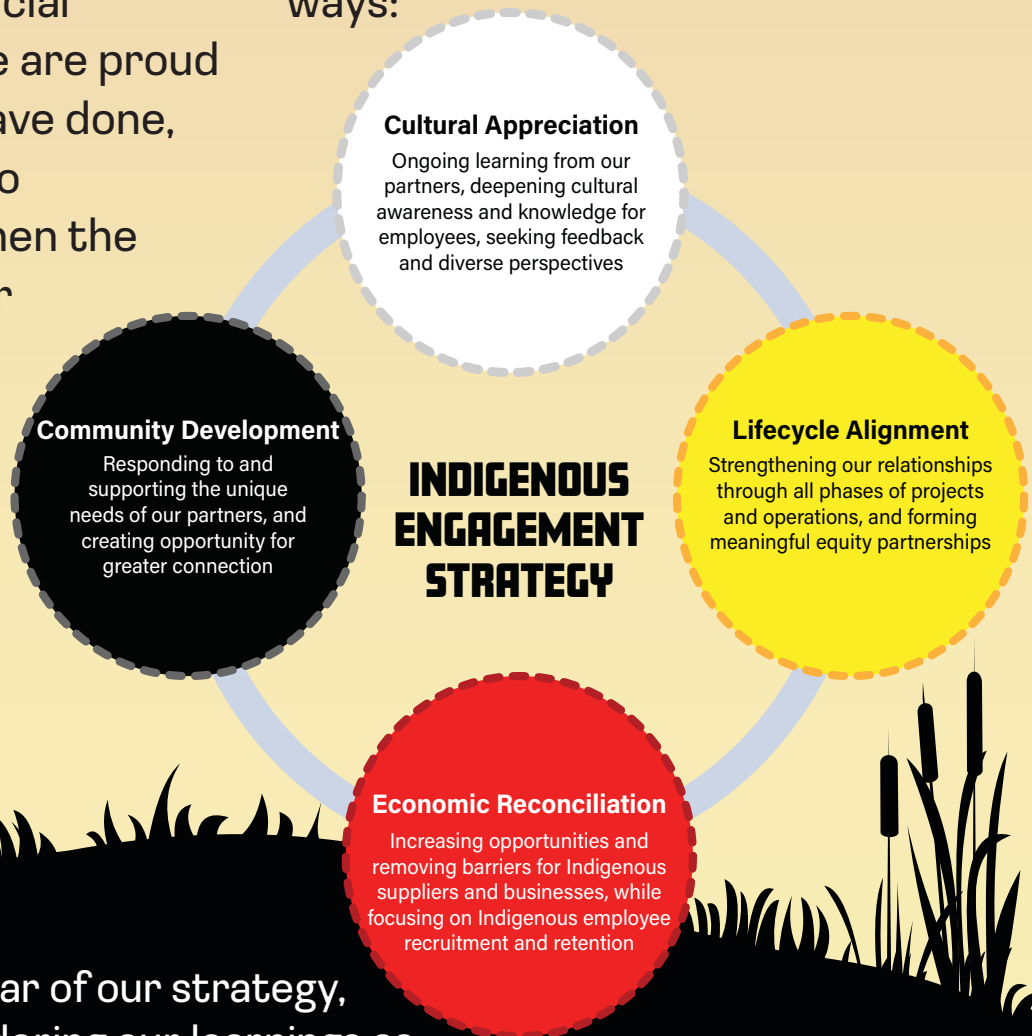 ways:
e are proud
ave done,
o
hen the
Cultural Appreciation
Ongoing learning from our
partners, deepening cultural
awareness and knowledge for
employees, seeking feedback
and diverse perspectives
Community Development
Responding to and
supporting the unique
needs of our partners, and
creating opportunity for
greater connection
INDIGENOUS
ENGAGEMENT
STRATEGY
Lifecycle Alignment
Strengthening our relationships
through all phases of projects
and operations, and forming
meaningful equity partnerships
Economic Reconciliation
Increasing opportunities and
removing barriers for Indigenous
suppliers and businesses, while
focusing on Indigenous employee
recruitment and retention
ar of our strategy,
our learnings